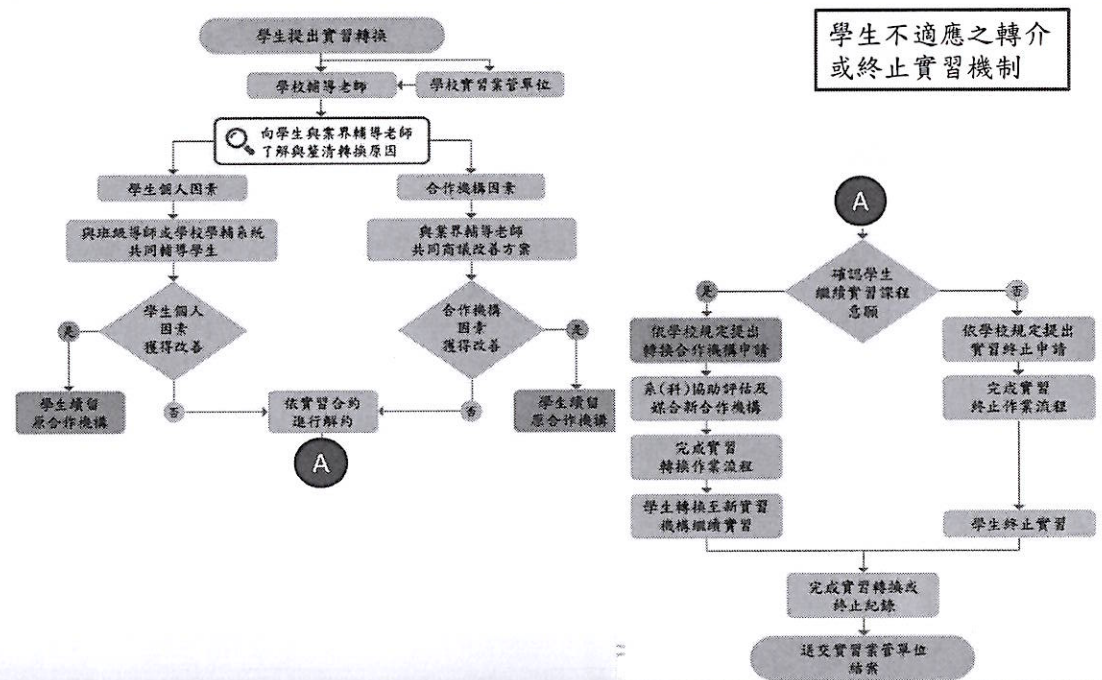 學生不適應之轉介
或終止實習機制
學生提出實習轉換
學校輔導老師
學校實習業管單位
向學生與業界輔導老師
了解與釐清轉換原因
學生個人因素
合作機構因素
與班級導師或學校學輔系統
共同輔導學生
與業界輔導老師
共同商議改善方案
學生個人
因素
獲得改善
合作機構
因素
獲得改善
是
是
學生續留
原合作機構
否
依實習合約
進行解約
否
學生續留
原合作機構
A
A
確認學生
繼續實習課程
意願
是
否
依學校規定提出
轉換合作機構申請
依學校規定提出
實習終止申請
系(科)協助評估及
媒合新合作機構
完成實習
終止作業流程
完成實習
轉換作業流程
學生轉換至新實習
機構繼續實習
學生終止實習
完成實習轉換或
終止紀錄
送交實習業管單位
結案